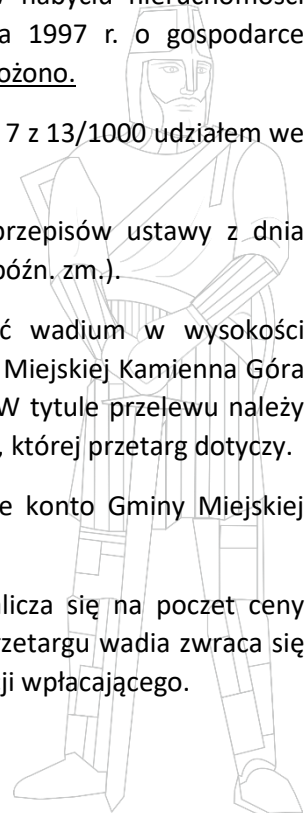 nabyciu nieruchomości
a 1997 r. o gospodarce
ożono.
7 z 13/1000 udziałem we
przepisów ustawy z dnia
późn. zm.).
ć wadium w wysokości
Miejskiej Kamienna Góra
W tytule przelewu należy
, której przetarg dotyczy.
e konto Gminy Miejskiej
licza się na poczet ceny
rzetargu wadia zwraca się
ji wpłacającego.